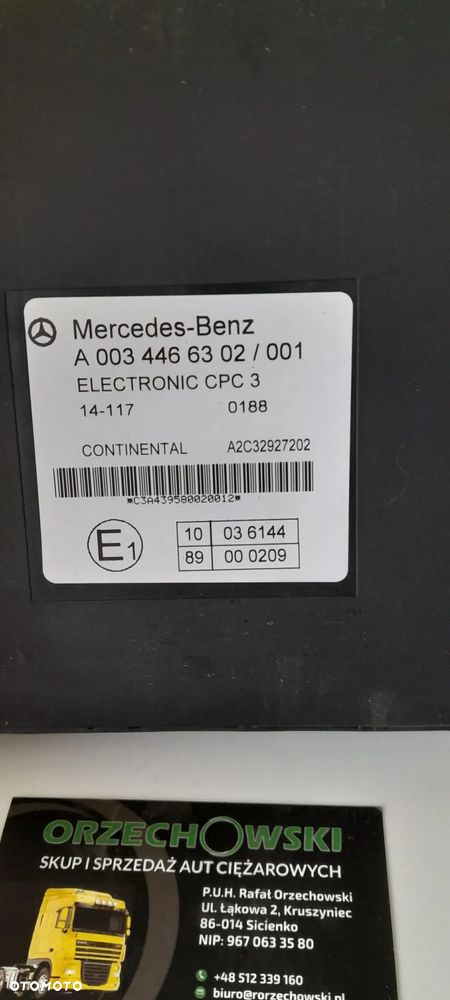 Mercedes-Benz
A 003 446 63 02 / 001
ELECTRONIC CPC 3
14-117 0188
CONTINENTAL A2C32927202
*C3A439580020012*
E1
10 03 6144
89 00 0209
ORZECHOWSKI
SKUP I SPRZEDAŻ AUT CIĘŻAROWYCH
P.U.H. Rafał Orzechowski
Ul. Łąkowa 2, Kruszyniec
86-014 Sicienko
NIP: 967 063 35 80
+48 512 339 160
biuro@rorzechowski.pl
OTOMOTO